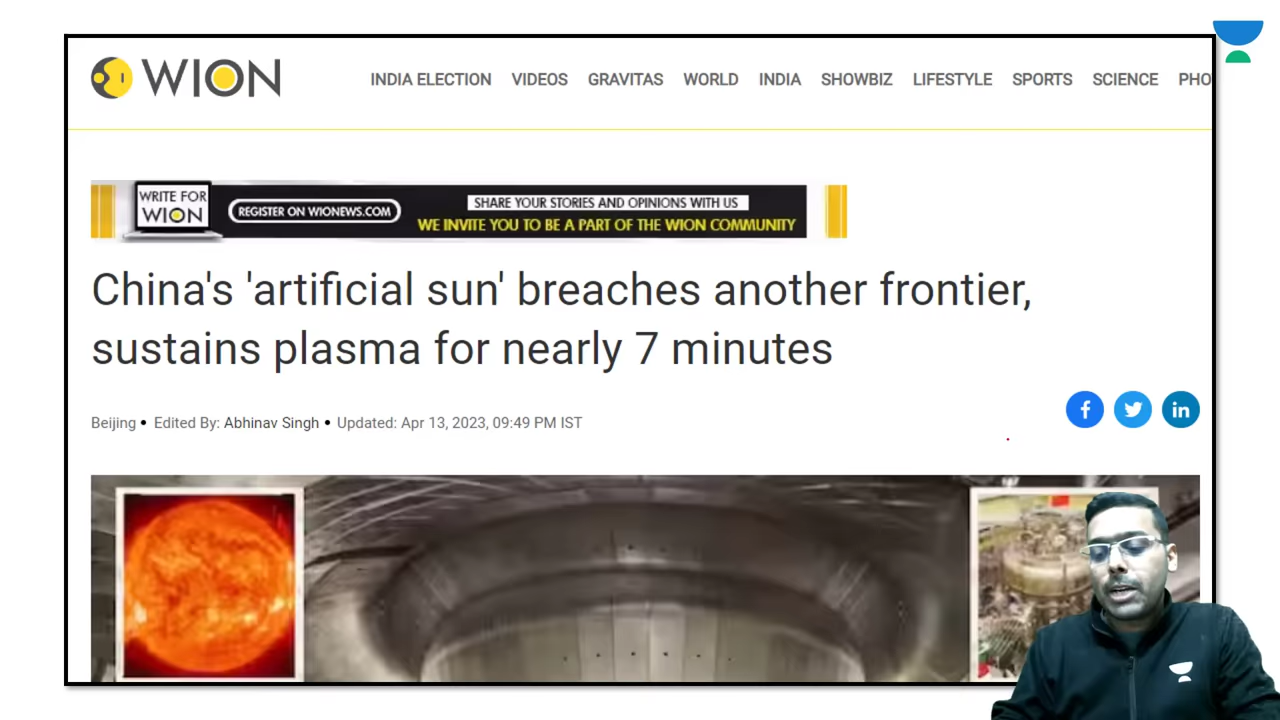 WION
INDIA ELECTION VIDEOS GRAVITAS WORLD INDIA SHOWBIZ LIFESTYLE SPORTS SCIENCE PHO
WRITE FOR
WION
REGISTER ON WIONEWS.COM
SHARE YOUR STORIES AND OPINIONS WITH US
WE INVITE YOU TO BE A PART OF THE WION COMMUNITY
China's 'artificial sun' breaches another frontier,
sustains plasma for nearly 7 minutes
Beijing • Edited By: Abhinav Singh • Updated: Apr 13, 2023, 09:49 PM IST
f
in